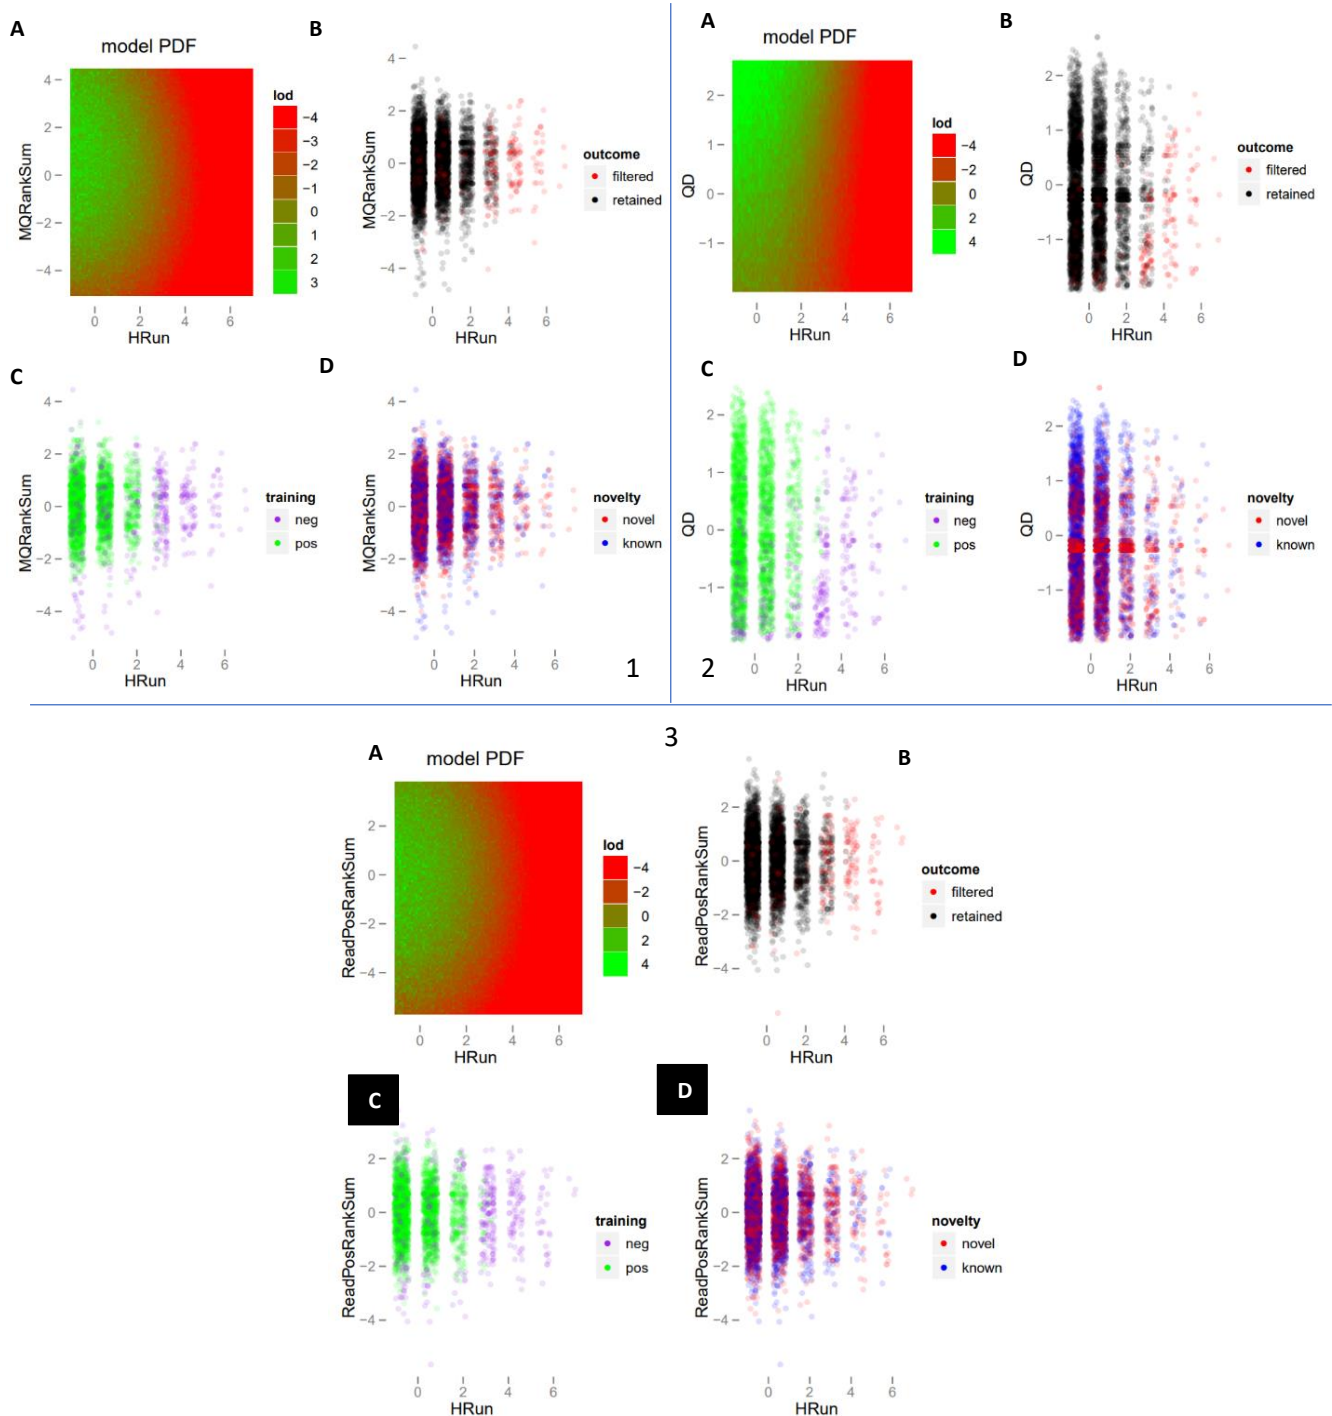 A
model PDF
MQRankSum
4
2
0
−2
−4
0 2 4 6
HRun
lod
−4
−3
−2
−1
0
1
2
3
B
MQRankSum
4
2
0
−2
−4
0 2 4 6
HRun
outcome
filtered
retained
C
MQRankSum
4
2
0
−2
−4
0 2 4 6
HRun
training
neg
pos
D
MQRankSum
4
2
0
−2
−4
0 2 4 6
HRun
novelty
novel
known
1
A
model PDF
QD
2
1
0
−1
0 2 4 6
HRun
lod
−4
−2
0
2
4
B
QD
2
1
0
−1
0 2 4 6
HRun
outcome
filtered
retained
C
QD
2
1
0
−1
0 2 4 6
HRun
training
neg
pos
D
QD
2
1
0
−1
0 2 4 6
HRun
novelty
novel
known
2
3
A
model PDF
ReadPosRankSum
2
0
−2
−4
0 2 4 6
HRun
lod
−4
−2
0
2
4
B
ReadPosRankSum
2
0
−2
−4
0 2 4 6
HRun
outcome
filtered
retained
C
ReadPosRankSum
2
0
−2
−4
0 2 4 6
HRun
training
neg
pos
D
ReadPosRankSum
2
0
−2
−4
0 2 4 6
HRun
novelty
novel
known